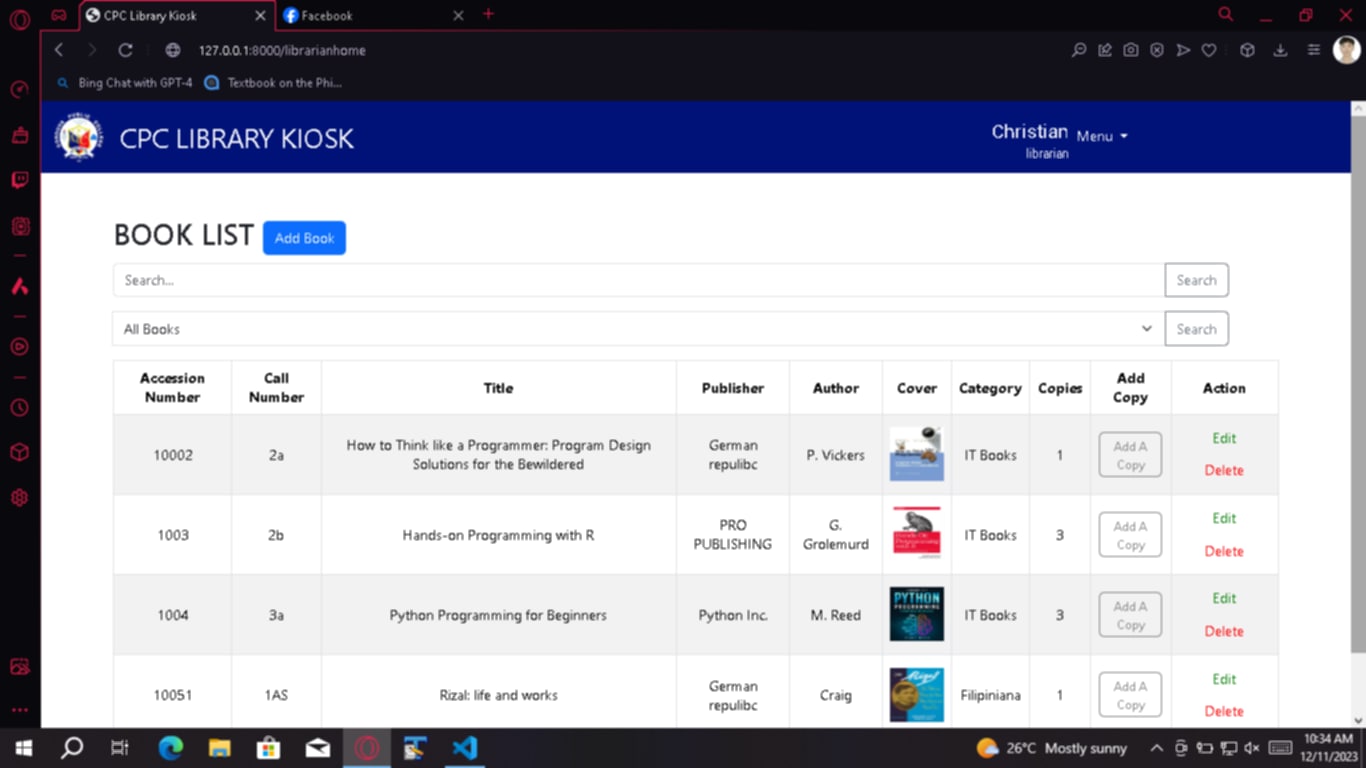 CPC Library Kiosk
Facebook
127.0.0.1:8000/librarianhome
Bing Chat with GPT-4
Textbook on the Phi...
CPC LIBRARY KIOSK
Christian
Menu
librarian
BOOK LIST
Add Book
Search...
Search
All Books
Search
Accession
Number
Call
Number
Title
Publisher
Author
Cover
Category
Copies
Add
Copy
Action
10002
2a
How to Think like a Programmer: Program Design
Solutions for the Bewildered
German
repulibc
P. Vickers
IT Books
1
Add A
Copy
Edit
Delete
1003
2b
Hands-on Programming with R
PRO
PUBLISHING
G.
Grolemurd
IT Books
3
Add A
Copy
Edit
Delete
1004
3a
Python Programming for Beginners
Python Inc.
M. Reed
PYTHON
PROGRAMMING
IT Books
3
Add A
Copy
Edit
Delete
10051
1AS
Rizal: life and works
German
repulibc
Craig
Rizal
Filipiniana
1
Add A
Copy
Edit
Delete
26°C Mostly sunny
10:34 AM
12/11/2023